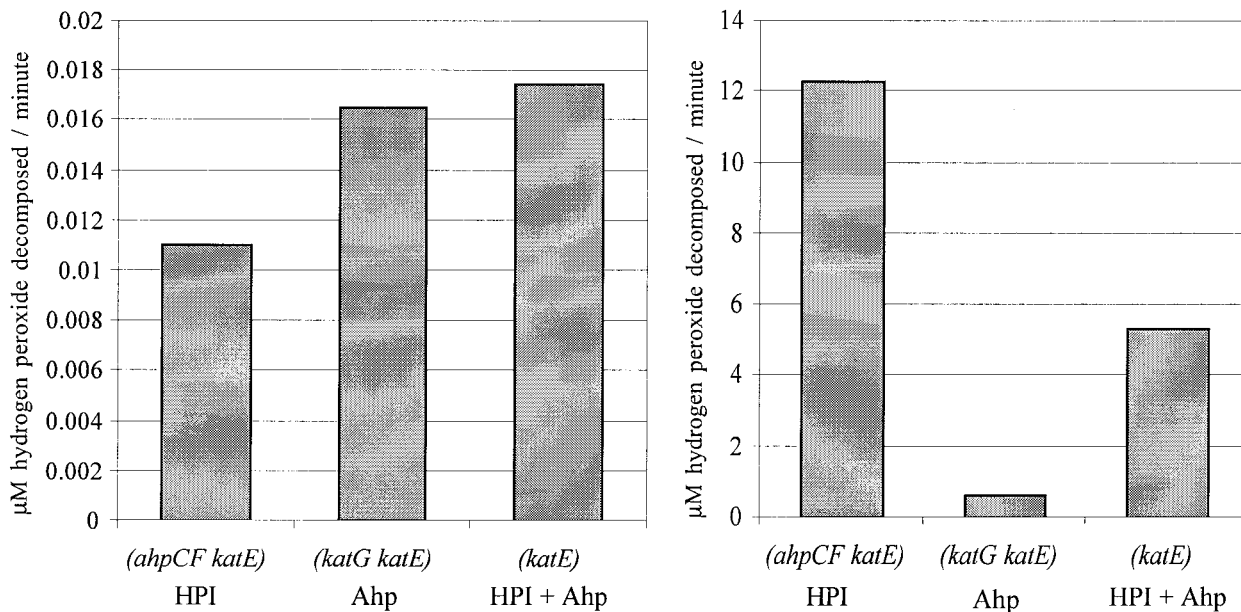 µM hydrogen peroxide decomposed / minute
0.02
0.018
0.016
0.014
0.012
0.01
0.008
0.006
0.004
0.002
0
(ahpCF katE)
HPI
(katG katE)
Ahp
(katE)
HPI + Ahp
µM hydrogen peroxide decomposed / minute
14
12
10
8
6
4
2
0
(ahpCF katE)
HPI
(katG katE)
Ahp
(katE)
HPI + Ahp